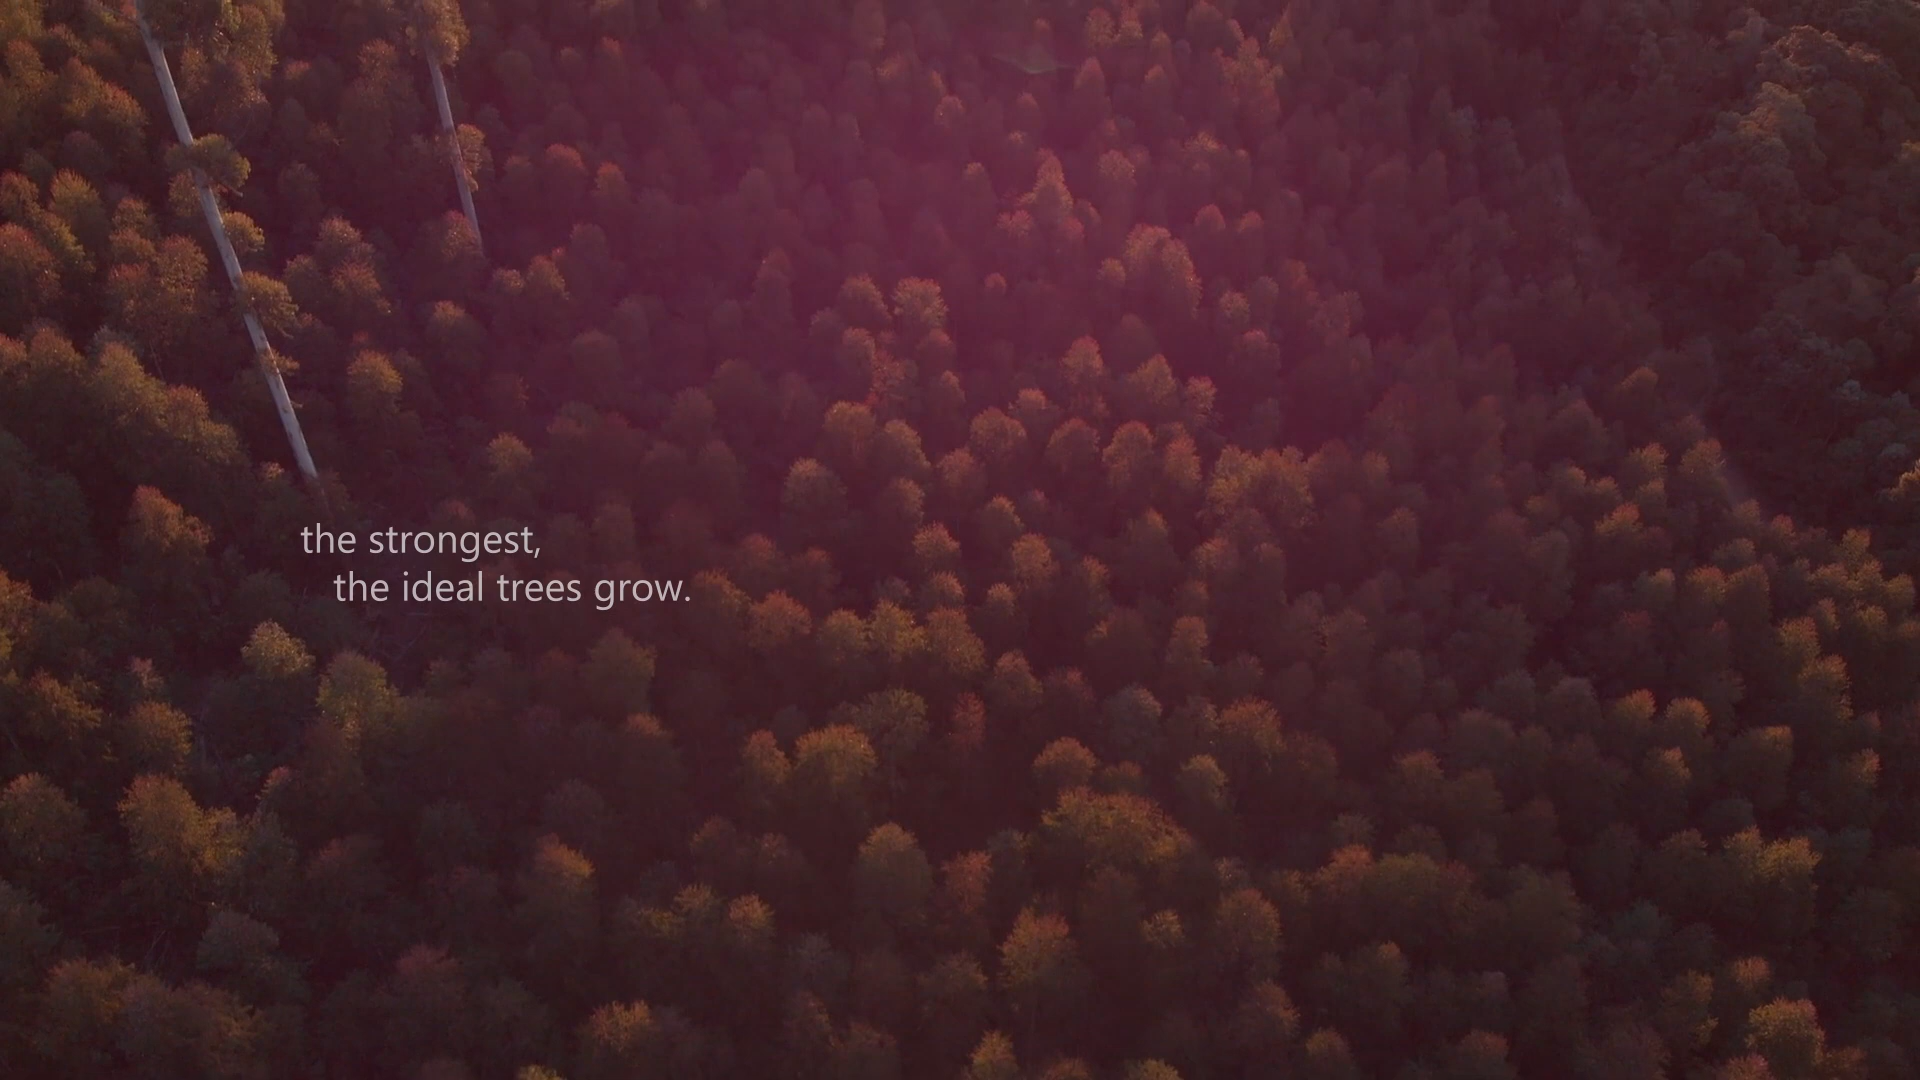 the strongest,
the ideal trees grow.